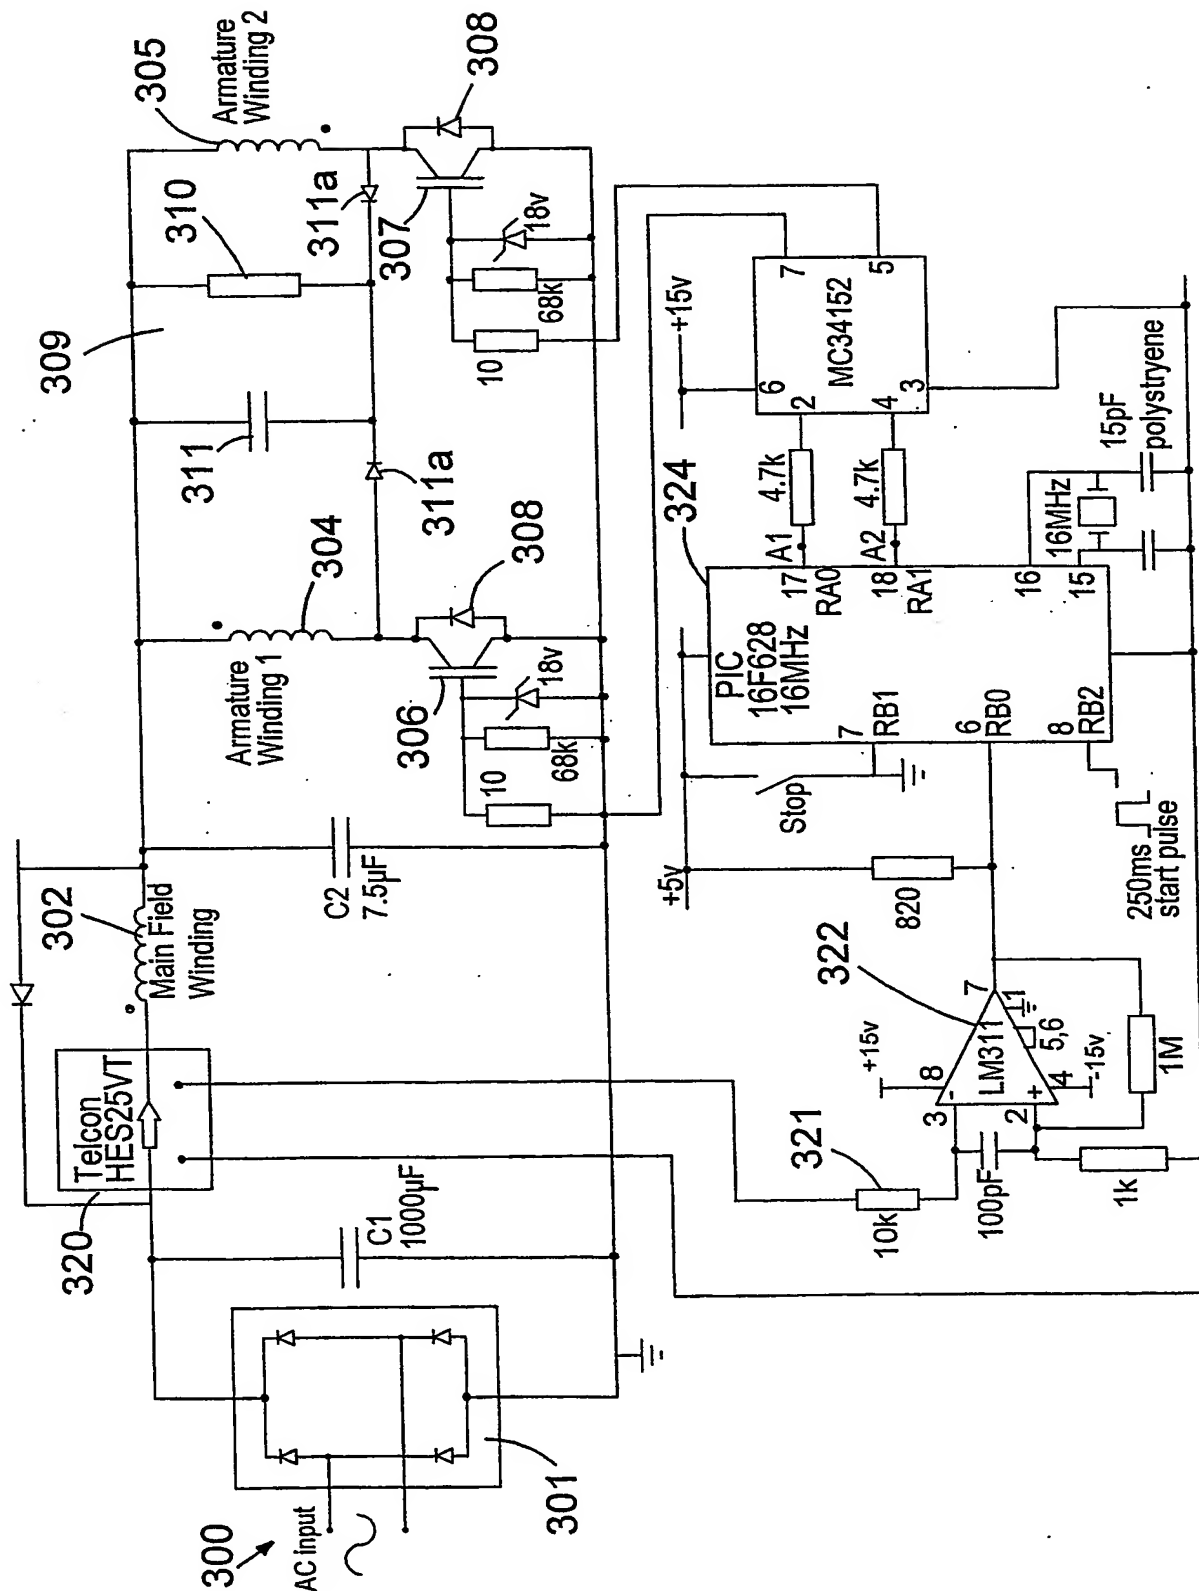 300
AC input
301
C1
1000µF
320
Telcon
HES25VT
302
Main Field
Winding
C2
7.5µF
Armature
Winding 1
304
306
308
18v
68k
10
311
311a
309
310
311a
305
Armature
Winding 2
307
308
18v
68k
10
321
10k
100pF
1k
322
+15v
8
3
-
LM311
2
+
4
-15v
7
1
5,6
1M
820
+5v
Stop
250ms
start pulse
324
PIC
16F628
16MHz
7
RB1
6
RB0
8
RB2
17
RA0
18
RA1
16
15
A1
A2
4.7k
4.7k
16MHz
15pF
polystryene
+15v
6
2
4
3
MC34152
7
5